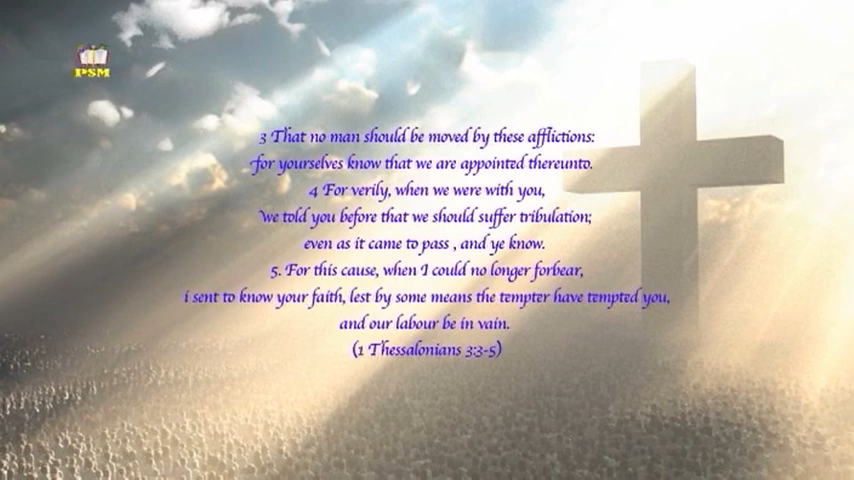 PSM
3 That no man should be moved by these afflictions:
for yourselves know that we are appointed thereunto.
4 For verily, when we were with you,
we told you before that we should suffer tribulation;
even as it came to pass , and ye know.
5. For this cause, when I could no longer forbear,
i sent to know your faith, lest by some means the tempter have tempted you,
and our labour be in vain.
(1 Thessalonians 3:3-5)